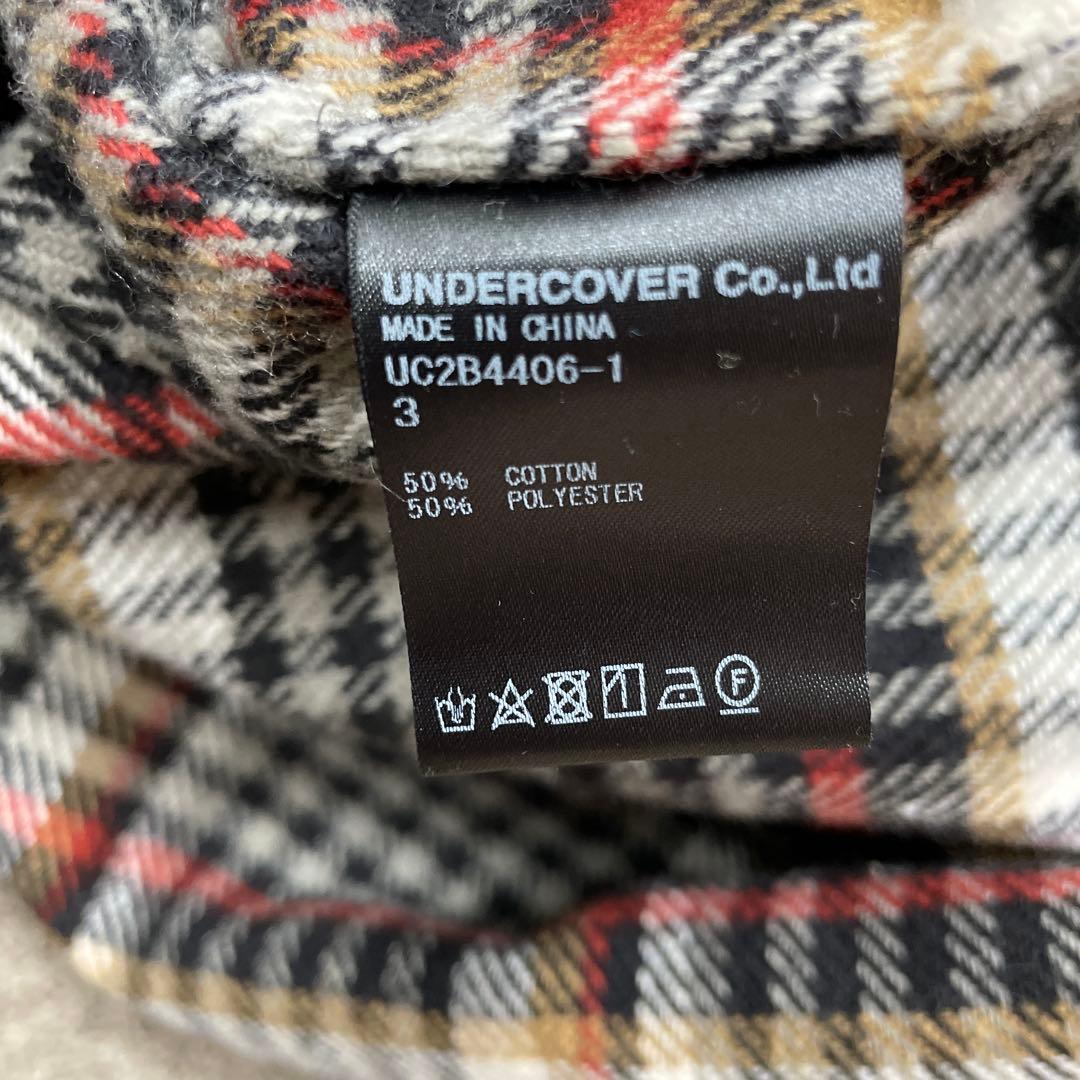 UNDERCOVER Co.,Ltd
MADE IN CHINA
UC2B4406-1
3
50% COTTON
50% POLYESTER
F